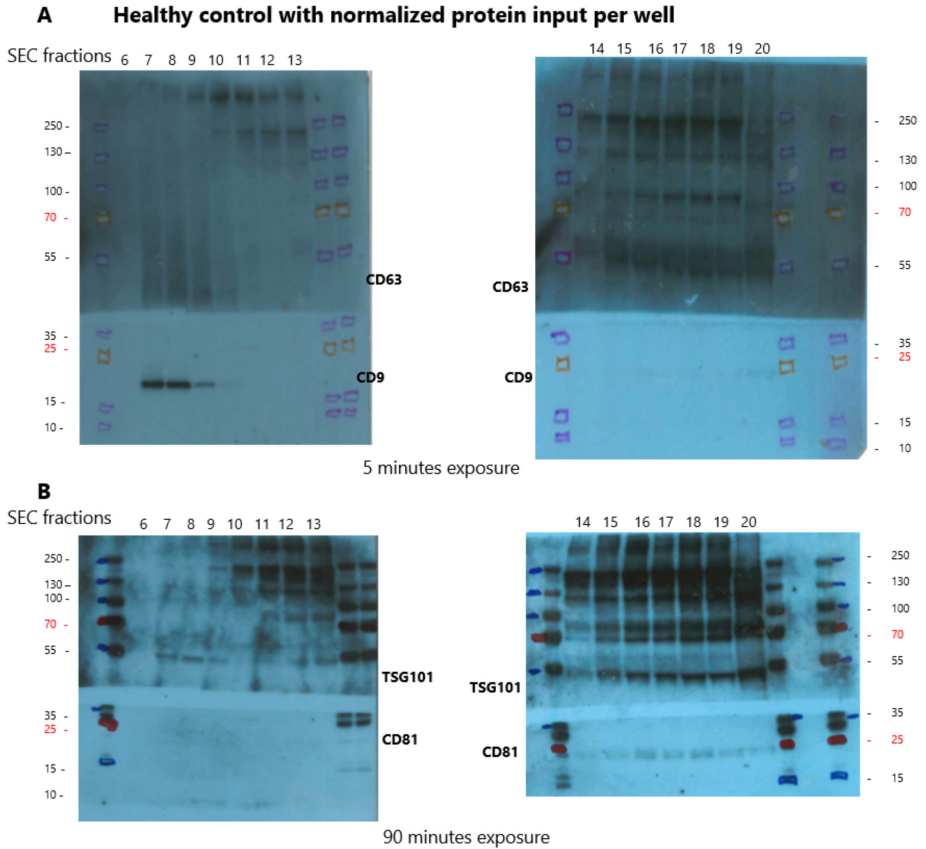 A Healthy control with normalized protein input per well
SEC fractions 6 7 8 9 10 11 12 13
14 15 16 17 18 19 20
250 -
130 -
100 -
70 -
55 -
CD63
35 -
25 -
CD9
15 -
10 -
CD63
CD9
- 250
- 130
- 100
- 70
- 55
- 35
- 25
- 15
- 10
5 minutes exposure
B
SEC fractions 6 7 8 9 10 11 12 13
14 15 16 17 18 19 20
250 -
130 -
100 -
70 -
55 -
TSG101
35 -
25 -
CD81
15 -
10 -
TSG101
CD81
- 250
- 130
- 100
- 70
- 55
- 35
- 25
- 15
90 minutes exposure